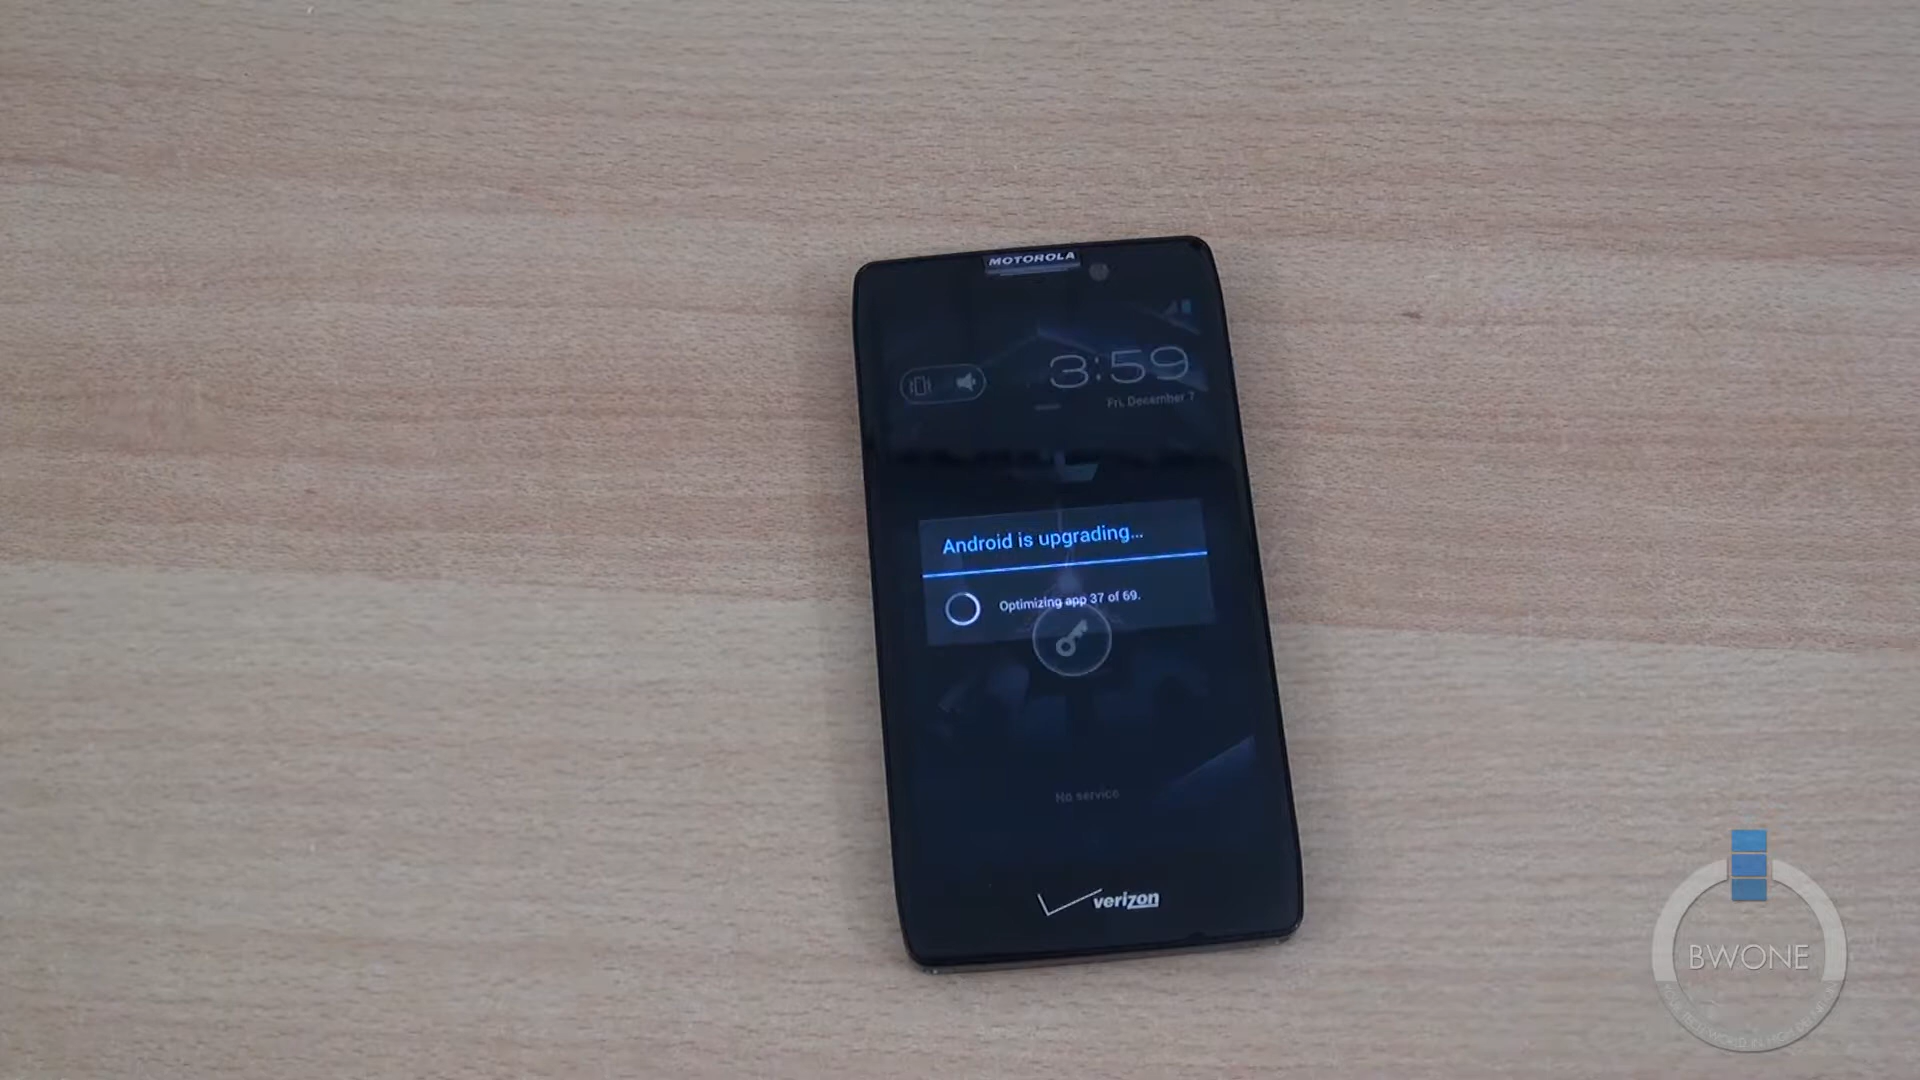 MOTOROLA
3:59
Fri, December 7
Android is upgrading...
Optimizing app 37 of 69.
No service
verizon
BWONE